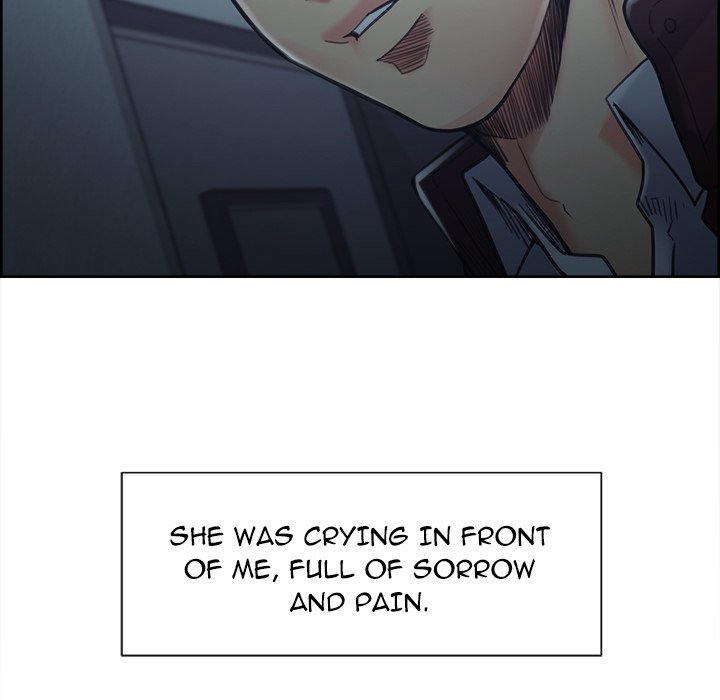 SHE WAS CRYING IN FRONT
OF ME, FULL OF SORROW
AND PAIN.